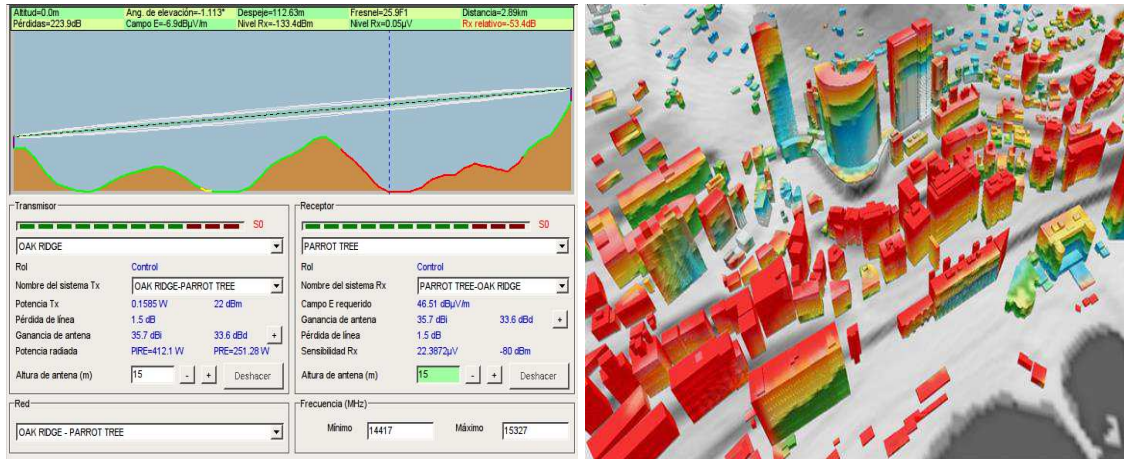 Altitud=0.0m Ang. de elevación=-1.113° Despeje=112.63m Fresnel=25.9F1 Distancia=2.89km
Pérdidas=223.9dB Campo E=-6.9dBµV/m Nivel Rx=-133.4dBm Nivel Rx=0.05µV Rx relativo=-53.4dB
Transmisor
S0
OAK RIDGE
Rol Control
Nombre del sistema Tx OAK RIDGE-PARROT TREE
Potencia Tx 0.1585 W 22 dBm
Pérdida de línea 1.5 dB
Ganancia de antena 35.7 dBi 33.6 dBd +
Potencia radiada PIRE=412.1 W PRE=251.28 W
Altura de antena (m) 15 - + Deshacer
Red
OAK RIDGE - PARROT TREE
Receptor
S0
PARROT TREE
Rol Control
Nombre del sistema Rx PARROT TREE-OAK RIDGE
Campo E requerido 46.51 dBµV/m
Ganancia de antena 35.7 dBi 33.6 dBd +
Pérdida de línea 1.5 dB
Sensibilidad Rx 22.3872µV -80 dBm
Altura de antena (m) 15 - + Deshacer
Frecuencia (MHz)
Mínimo 14417 Máximo 15327